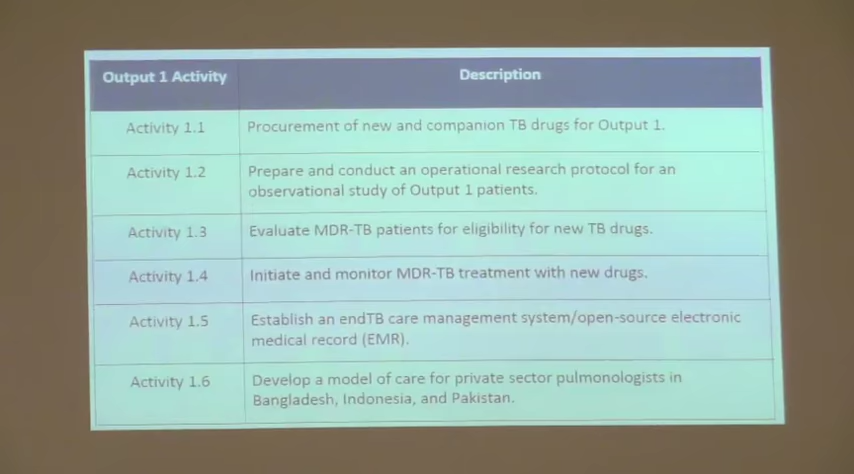 Output 1 Activity
Description
Activity 1.1
Procurement of new and companion TB drugs for Output 1.
Activity 1.2
Prepare and conduct an operational research protocol for an
observational study of Output 1 patients.
Activity 1.3
Evaluate MDR-TB patients for eligibility for new TB drugs.
Activity 1.4
Initiate and monitor MDR-TB treatment with new drugs.
Activity 1.5
Establish an endTB care management system/open-source electronic
medical record (EMR).
Activity 1.6
Develop a model of care for private sector pulmonologists in
Bangladesh, Indonesia, and Pakistan.